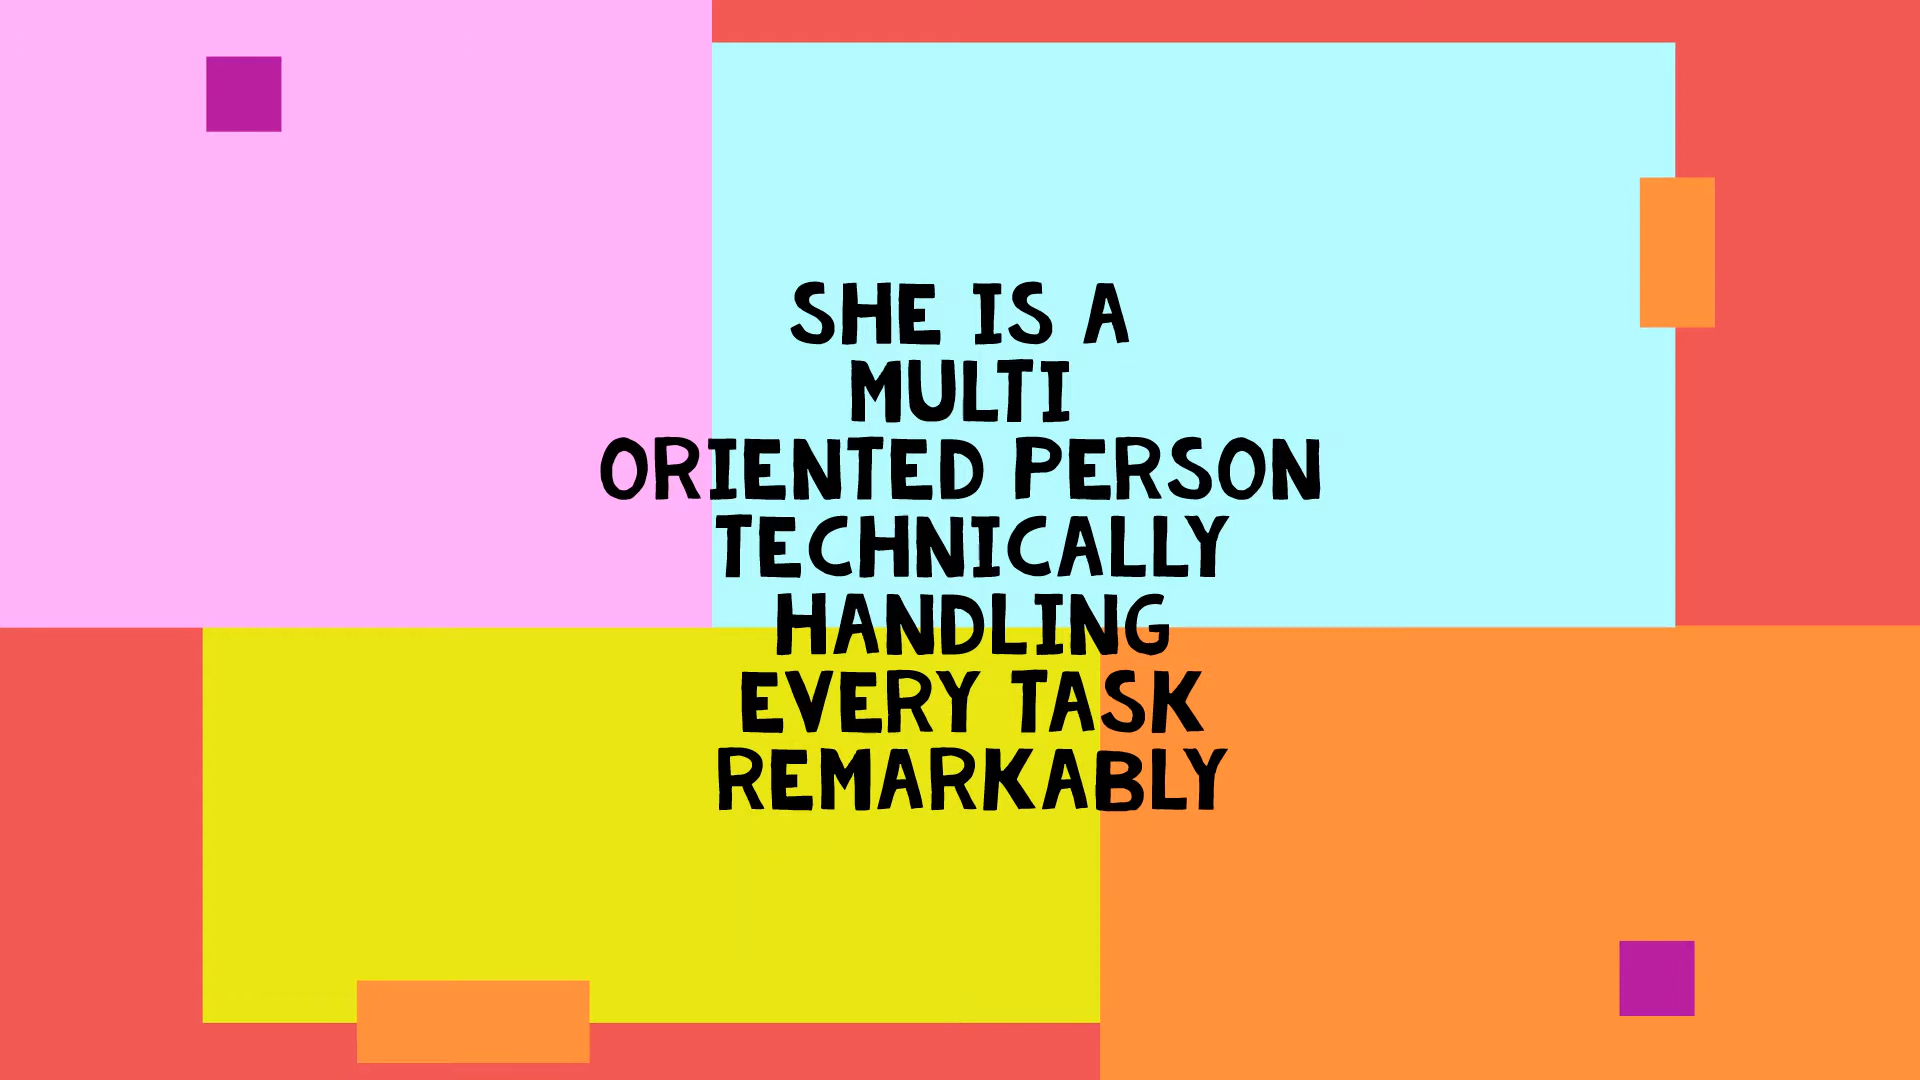 SHE IS A
MULTI
ORIENTED PERSON
TECHNICALLY
HANDLING
EVERY TASK
REMARKABLY